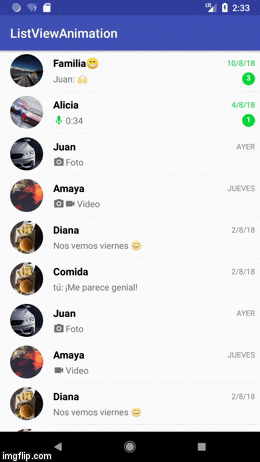 2:33
ListViewAnimation
Familia😁 10/8/18
Juan: 🙌 3
Alicia 4/8/18
0:34 1
Juan AYER
Foto
Amaya JUEVES
Video
Diana 2/8/18
Nos vemos viernes 😊
Comida 2/8/18
tú: ¡Me parece genial!
Juan AYER
Foto
Amaya JUEVES
Video
Diana 2/8/18
Nos vemos viernes 😊
imgflip.com